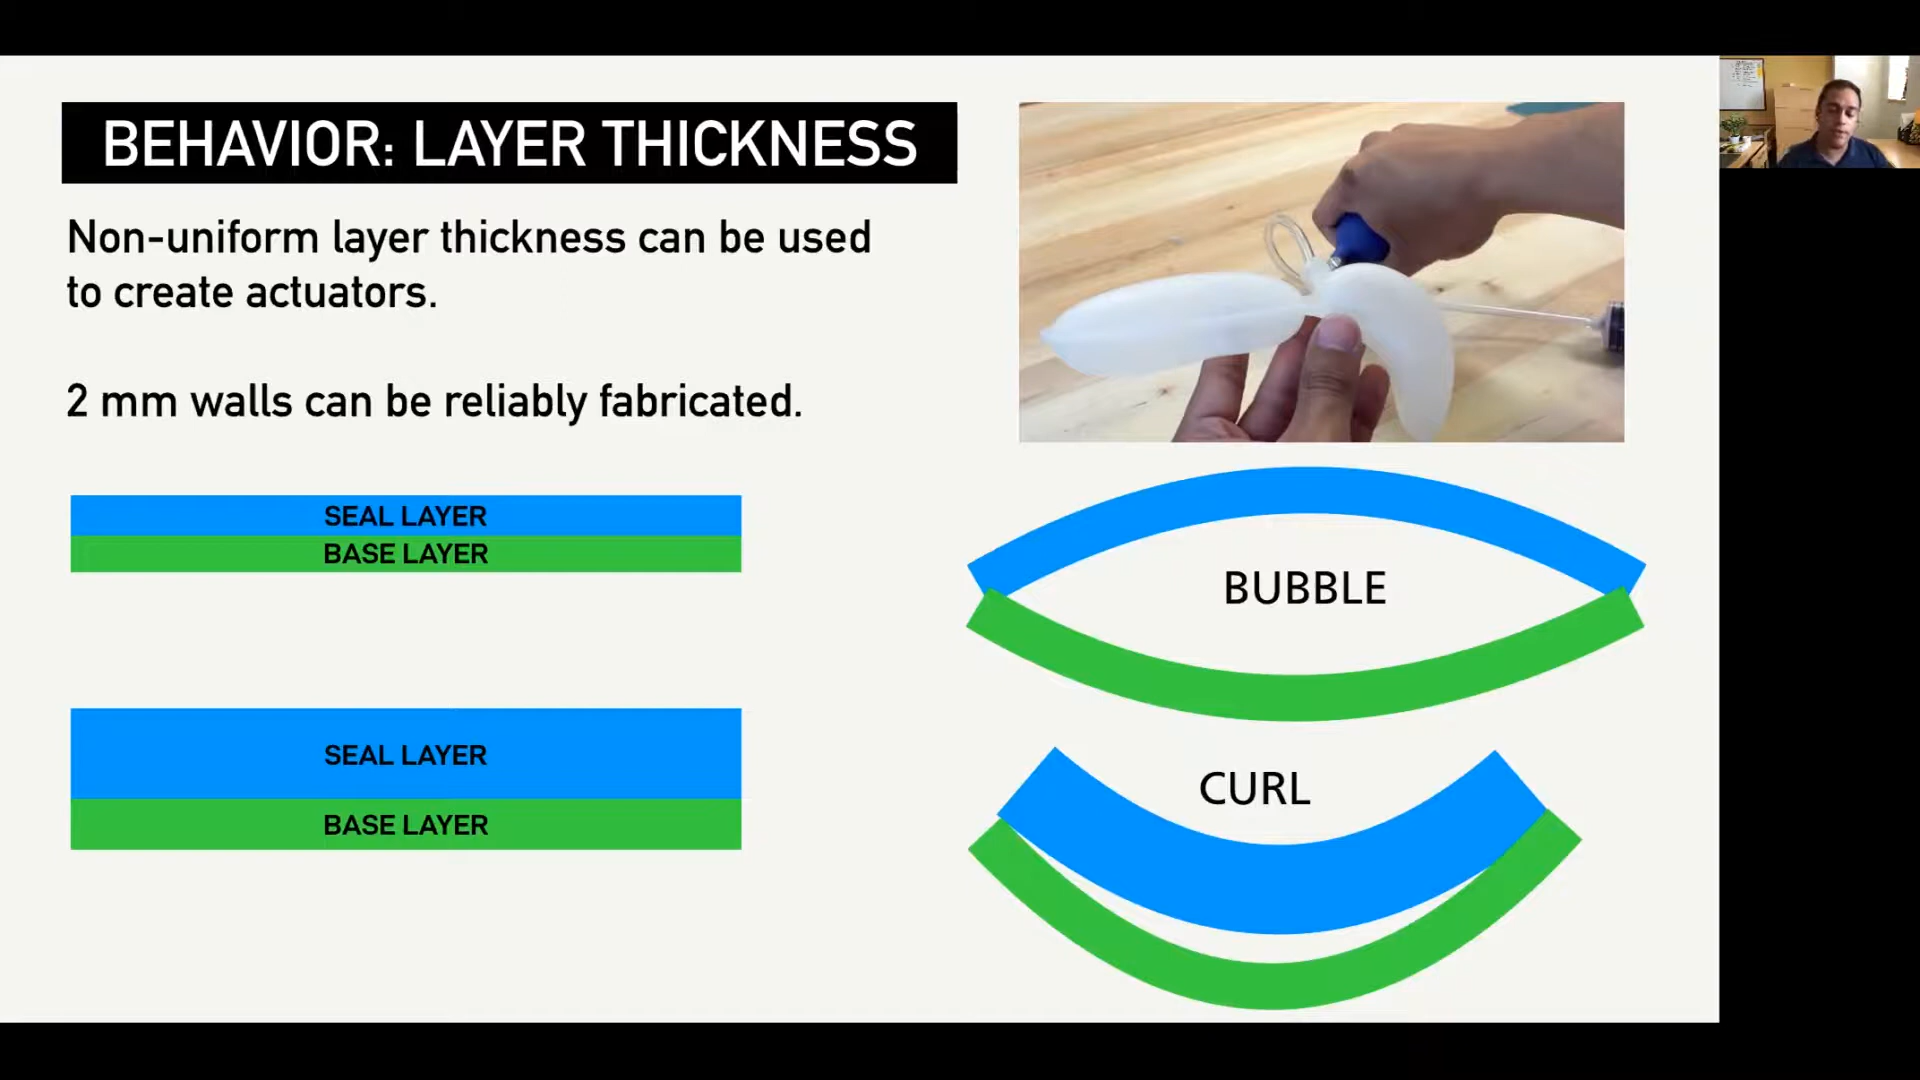 BEHAVIOR: LAYER THICKNESS
Non-uniform layer thickness can be used
to create actuators.
2 mm walls can be reliably fabricated.
SEAL LAYER
BASE LAYER
BUBBLE
SEAL LAYER
BASE LAYER
CURL